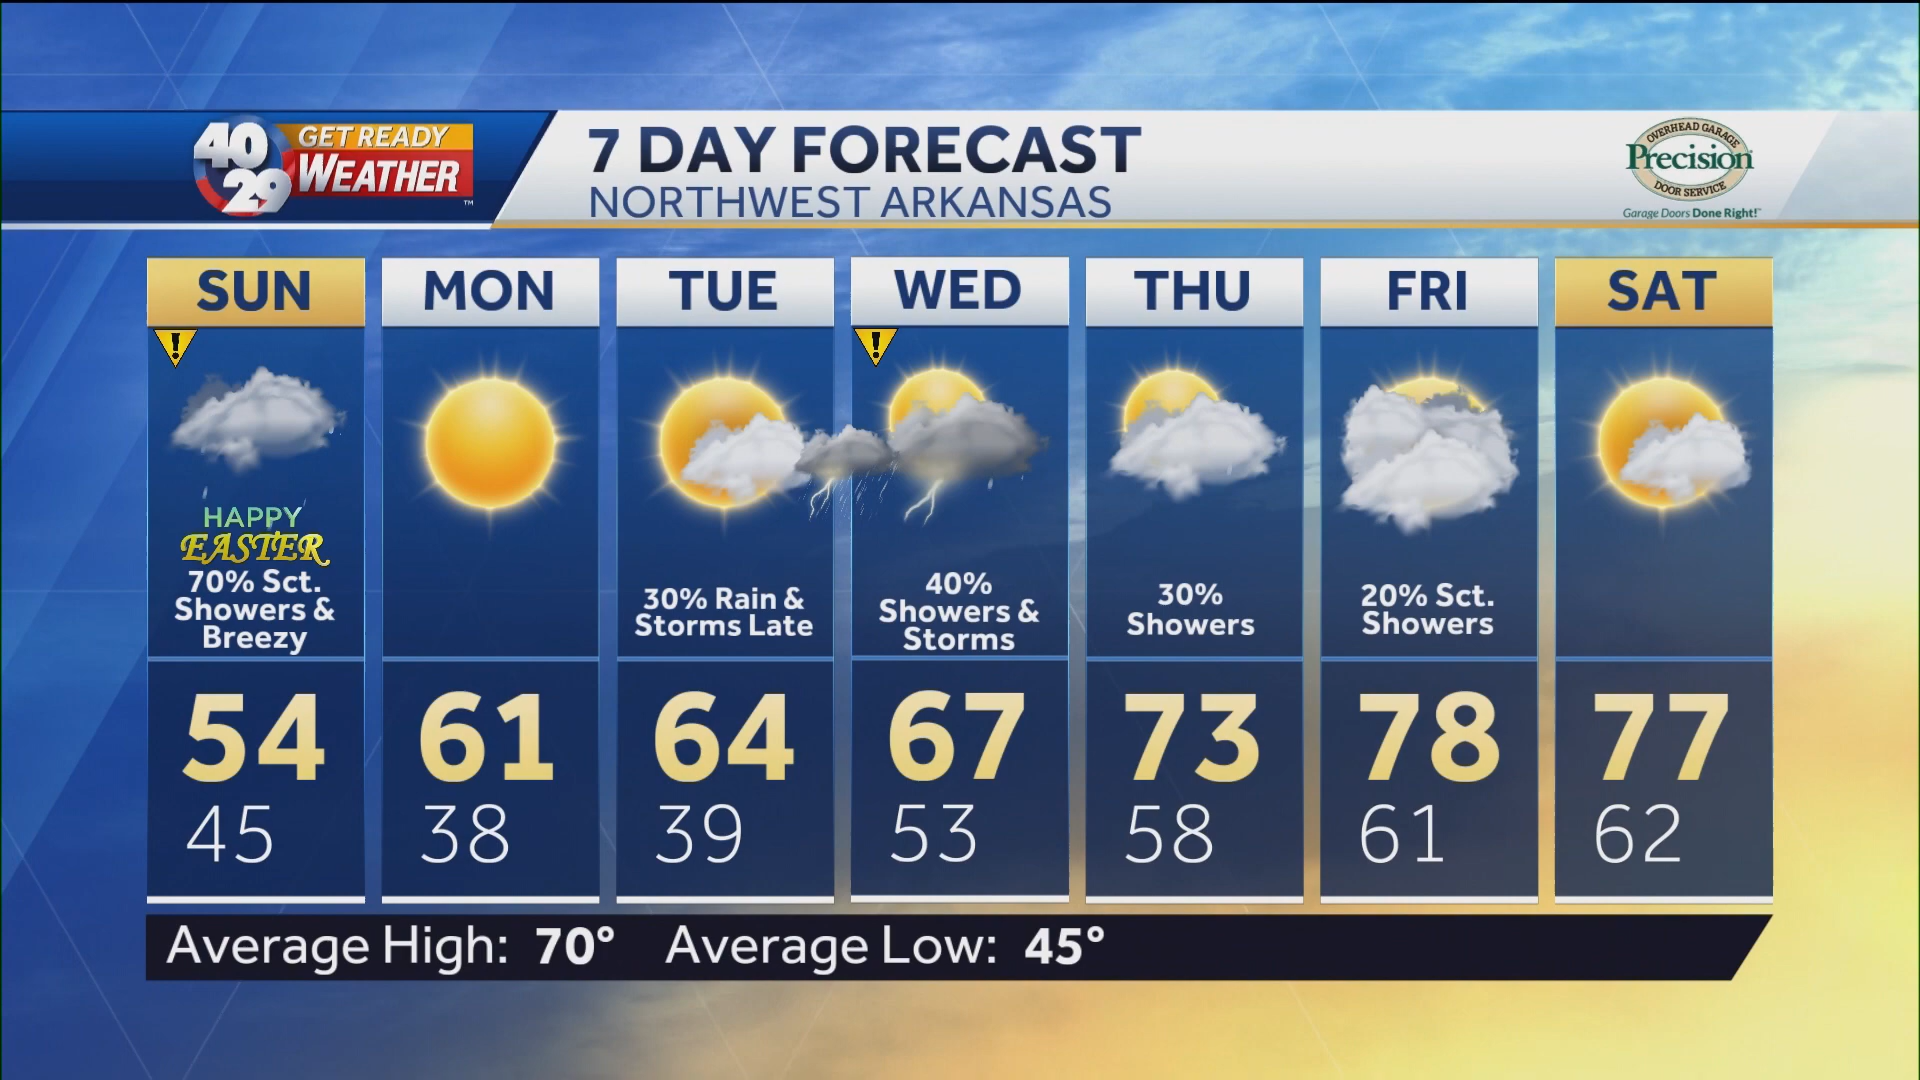 40
29
GET READY
WEATHER
™
7 DAY FORECAST
NORTHWEST ARKANSAS
OVERHEAD GARAGE
Precision
DOOR SERVICE
Garage Doors Done Right!
SUN
!
HAPPY
EASTER
70% Sct.
Showers &
Breezy
54
45
MON
61
38
TUE
30% Rain &
Storms Late
64
39
WED
!
40%
Showers &
Storms
67
53
THU
30%
Showers
73
58
FRI
20% Sct.
Showers
78
61
SAT
77
62
Average High: 70° Average Low: 45°